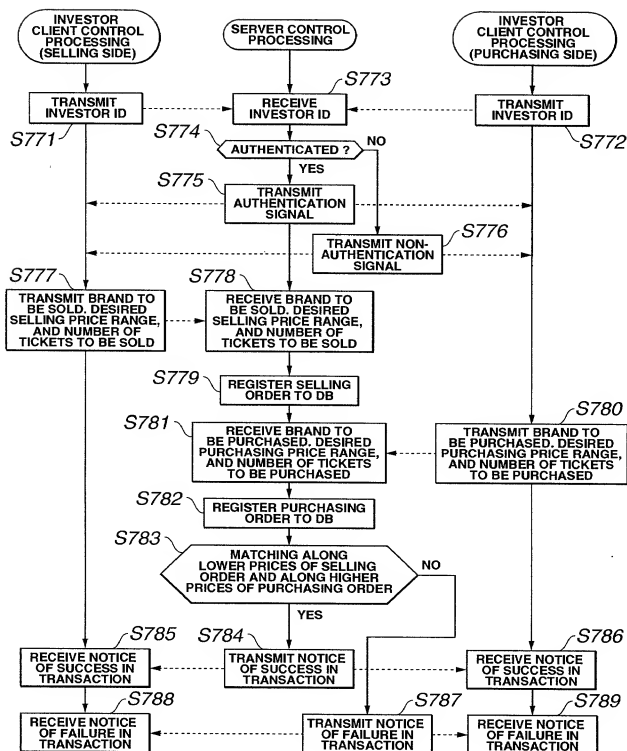 INVESTOR
CLIENT CONTROL
PROCESSING
(SELLING SIDE)
SERVER CONTROL
PROCESSING
INVESTOR
CLIENT CONTROL
PROCESSING
(PURCHASING SIDE)
TRANSMIT
INVESTOR ID
S771
S773
RECEIVE
INVESTOR ID
TRANSMIT
INVESTOR ID
S772
S774
AUTHENTICATED ?
NO
YES
S775
TRANSMIT
AUTHENTICATION
SIGNAL
S776
TRANSMIT NON-
AUTHENTICATION
SIGNAL
S777
TRANSMIT BRAND TO
BE SOLD. DESIRED
SELLING PRICE RANGE,
AND NUMBER OF
TICKETS TO BE SOLD
S778
RECEIVE BRAND TO
BE SOLD. DESIRED
SELLING PRICE RANGE,
AND NUMBER OF
TICKETS TO BE SOLD
S779
REGISTER SELLING
ORDER TO DB
S781
RECEIVE BRAND TO
BE PURCHASED. DESIRED
PURCHASING PRICE RANGE,
AND NUMBER OF TICKETS
TO BE PURCHASED
S780
TRANSMIT BRAND TO
BE PURCHASED. DESIRED
PURCHASING PRICE RANGE,
AND NUMBER OF TICKETS
TO BE PURCHASED
S782
REGISTER PURCHASING
ORDER TO DB
S783
MATCHING ALONG
LOWER PRICES OF SELLING
ORDER AND ALONG HIGHER
PRICES OF PURCHASING ORDER
NO
YES
S785
RECEIVE NOTICE
OF SUCCESS IN
TRANSACTION
S784
TRANSMIT NOTICE
OF SUCCESS IN
TRANSACTION
S786
RECEIVE NOTICE
OF SUCCESS IN
TRANSACTION
S788
RECEIVE NOTICE
OF FAILURE IN
TRANSACTION
S787
TRANSMIT NOTICE
OF FAILURE IN
TRANSACTION
S789
RECEIVE NOTICE
OF FAILURE IN
TRANSACTION